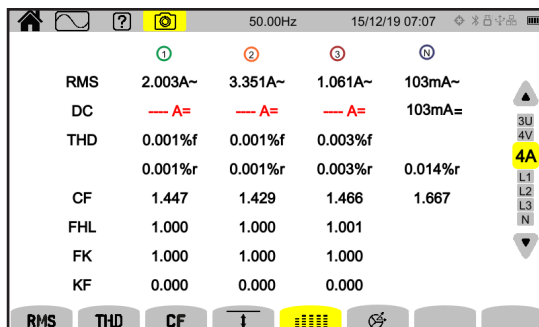 ? 50.00Hz 15/12/19 07:07
1 2 3 N
RMS 2.003A~ 3.351A~ 1.061A~ 103mA~
DC ---- A= ---- A= ---- A= 103mA=
THD 0.001%f 0.001%f 0.003%f
0.001%r 0.001%r 0.003%r 0.014%r
CF 1.447 1.429 1.466 1.667
FHL 1.000 1.000 1.001
FK 1.000 1.000 1.000
KF 0.000 0.000 0.000
3U
4V
4A
L1
L2
L3
N
RMS THD CF